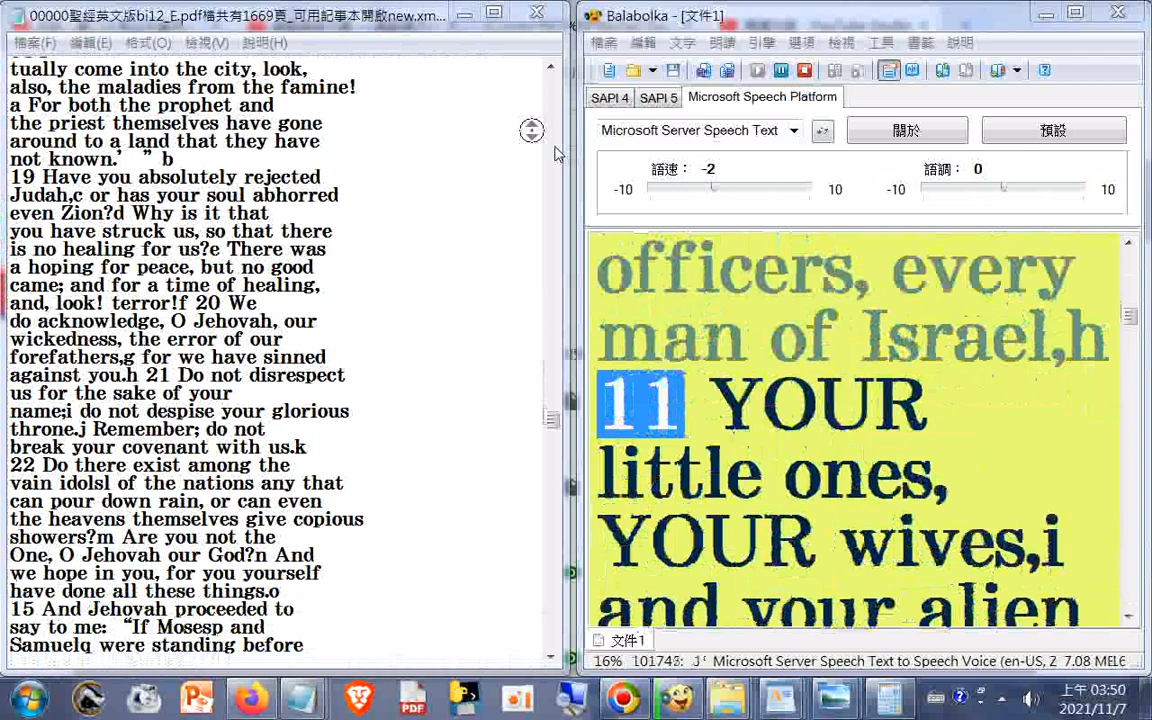 00000聖經英文版bi12_E.pdf檔共有1669頁_可用記事本開啟new.xm...
檔案(F) 編輯(E) 格式(O) 檢視(V) 說明(H)
tually come into the city, look,
also, the maladies from the famine!
a For both the prophet and
the priest themselves have gone
around to a land that they have
not known.’ ”b
19 Have you absolutely rejected
Judah,c or has your soul abhorred
even Zion?d Why is it that
you have struck us, so that there
is no healing for us?e There was
a hoping for peace, but no good
came; and for a time of healing,
and, look! terror!f 20 We
do acknowledge, O Jehovah, our
wickedness, the error of our
forefathers,g for we have sinned
against you.h 21 Do not disrespect
us for the sake of your
name;i do not despise your glorious
throne.j Remember; do not
break your covenant with us.k
22 Do there exist among the
vain idolsl of the nations any that
can pour down rain, or can even
the heavens themselves give copious
showers?m Are you not the
One, O Jehovah our God?n And
we hope in you, for you yourself
have done all these things.o
15 And Jehovah proceeded to
say to me: “If Mosesp and
Samuelq were standing before
Balabolka - [文件1]
檔案 編輯 文字 朗讀 引擎 選項 檢視 工具 書籤 說明
SAPI 4 SAPI 5 Microsoft Speech Platform
Microsoft Server Speech Text 關於 預設
語速： -2 語調： 0
-10 10 -10 10
officers, every
man of Israel,h
11 YOUR
little ones,
YOUR wives,i
and your alien
文件1
16% Microsoft Server Speech Text to Speech Voice (en-US, 7.08
PDF
上午 03:50
2021/11/7